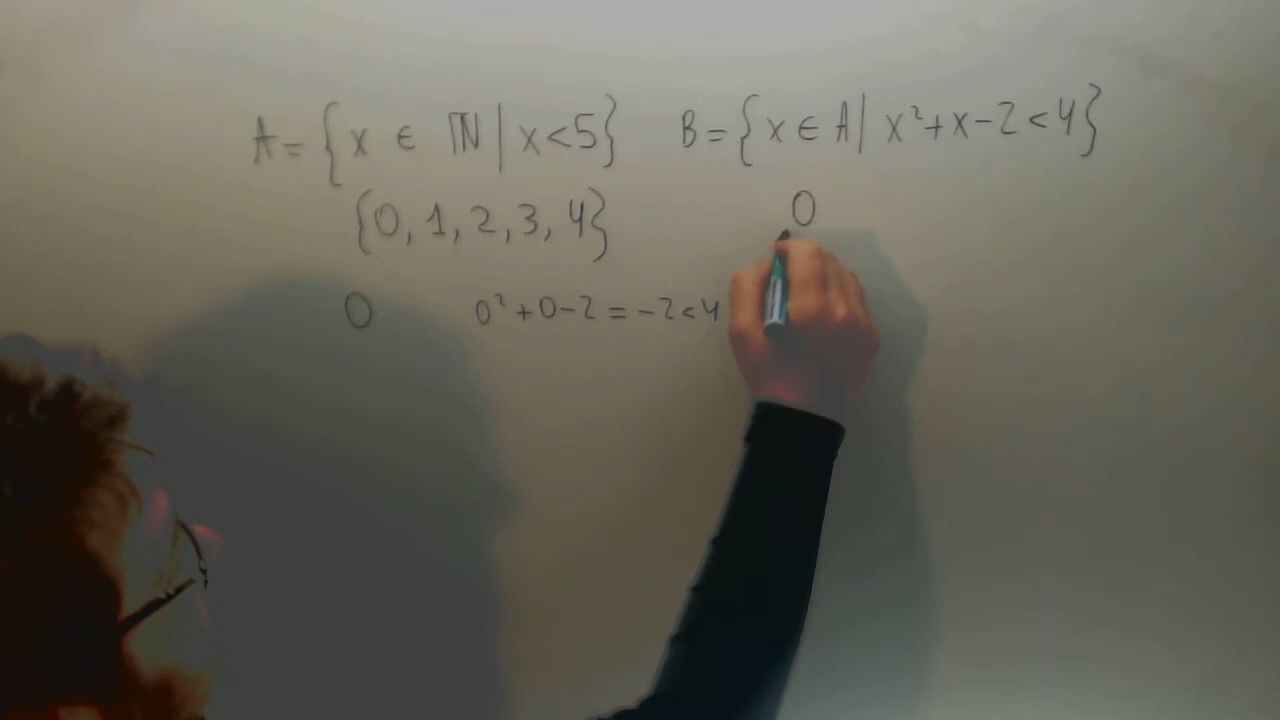 A = {x ∈ ℕ | x < 5} B = {x ∈ A | x² + x - 2 < 4}
{0, 1, 2, 3, 4} 0
0 0² + 0 - 2 = -2 < 4